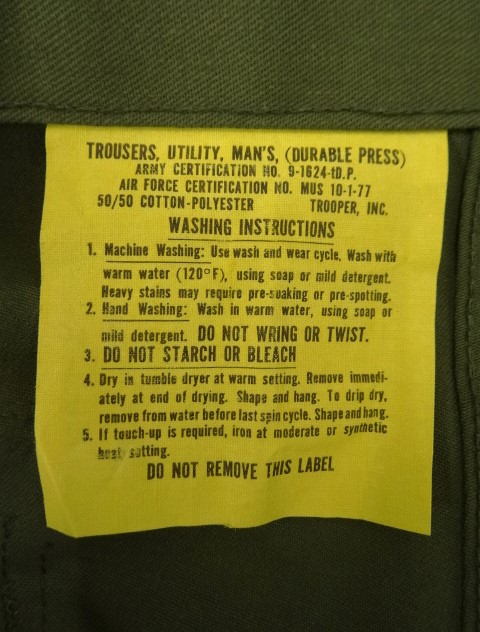 TROUSERS, UTILITY, MAN'S, (DURABLE PRESS)
ARMY CERTIFICATION NO. 9-1624-tD.P.
AIR FORCE CERTIFICATION NO. MUS 10-1-77
50/50 COTTON-POLYESTER TROOPER, INC.
WASHING INSTRUCTIONS
1. Machine Washing: Use wash and wear cycle. Wash with
warm water (120°F), using soap or mild detergent.
Heavy stains may require pre-soaking or pre-spotting.
2. Hand Washing: Wash in warm water, using soap or
mild detergent. DO NOT WRING OR TWIST.
3. DO NOT STARCH OR BLEACH
4. Dry in tumble dryer at warm setting. Remove immedi-
ately at end of drying. Shape and hang. To drip dry,
remove from water before last spin cycle. Shape and hang.
5. If touch-up is required, iron at moderate or synthetic
heat setting.
DO NOT REMOVE THIS LABEL